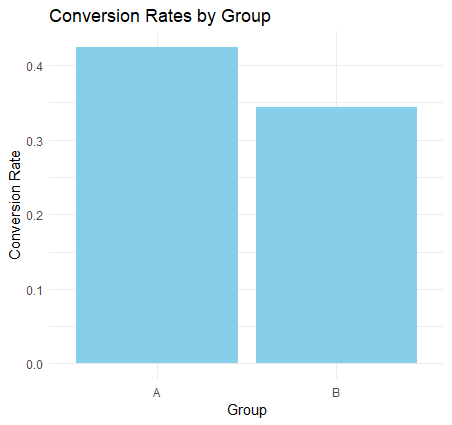 Conversion Rates by Group
Conversion Rate
0.4
0.3
0.2
0.1
0.0
A B
Group